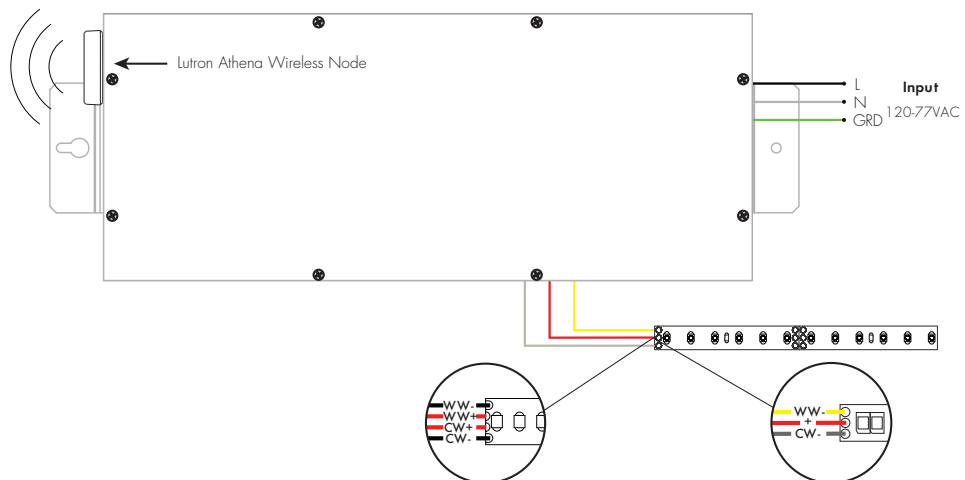 Lutron Athena Wireless Node
L
Input
N
120-77VAC
GRD
WW-
WW+
CW+
CW-
WW-
+
CW-